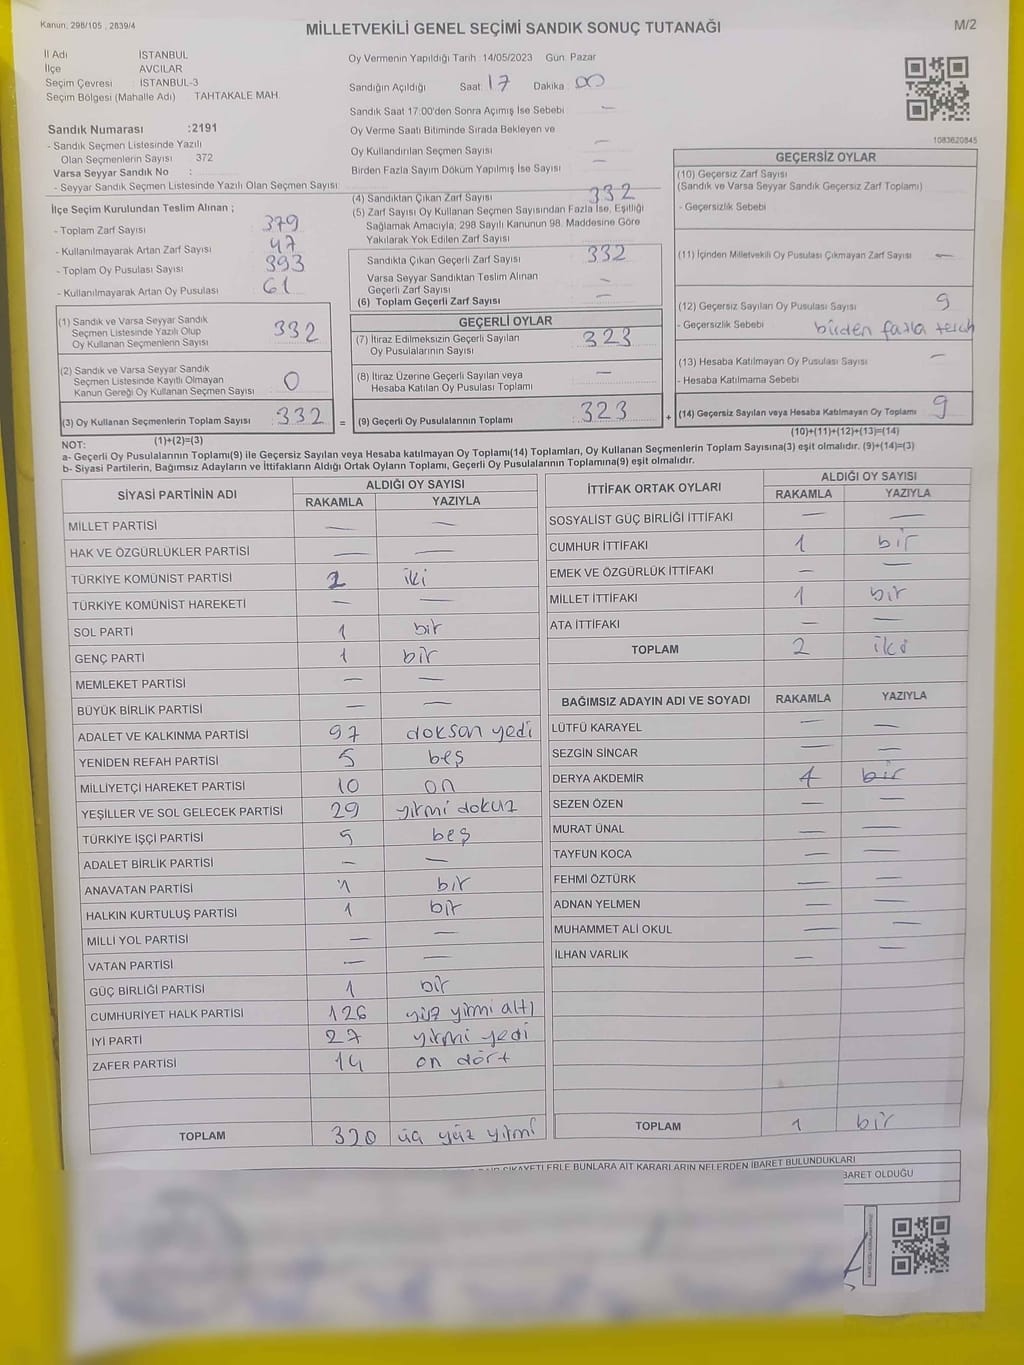 Kanun: 298/105 , 2839/4
MİLLETVEKİLİ GENEL SEÇİMİ SANDIK SONUÇ TUTANAĞI
M/2
İl Adı İSTANBUL
İlçe AVCILAR
Seçim Çevresi : İSTANBUL-3
Seçim Bölgesi (Mahalle Adı) TAHTAKALE MAH.
Sandık Numarası :2191
- Sandık Seçmen Listesinde Yazılı
Olan Seçmenlerin Sayısı : 372
Varsa Seyyar Sandık No :
- Seyyar Sandık Seçmen Listesinde Yazılı Olan Seçmen Sayısı:
Oy Vermenin Yapıldığı Tarih :14/05/2023 Gün: Pazar
Sandığın Açıldığı Saat: 17 Dakika: 00
Sandık Saat 17:00'den Sonra Açımış İse Sebebi —
Oy Verme Saati Bitiminde Sırada Bekleyen ve
Oy Kullandırılan Seçmen Sayısı —
Birden Fazla Sayım Döküm Yapılmış İse Sayısı —
1083620845
İlçe Seçim Kurulundan Teslim Alınan ;
- Toplam Zarf Sayısı 379
- Kullanılmayarak Artan Zarf Sayısı 47
- Toplam Oy Pusulası Sayısı 393
- Kullanılmayarak Artan Oy Pusulası 61
(1) Sandık ve Varsa Seyyar Sandık
Seçmen Listesinde Yazılı Olup
Oy Kullanan Seçmenlerin Sayısı 332
(2) Sandık ve Varsa Seyyar Sandık
Seçmen Listesinde Kayıtlı Olmayan
Kanun Gereği Oy Kullanan Seçmen Sayısı 0
(3) Oy Kullanan Seçmenlerin Toplam Sayısı 332 =
(4) Sandıktan Çıkan Zarf Sayısı 332
(5) Zarf Sayısı Oy Kullanan Seçmen Sayısından Fazla İse, Eşitliği
Sağlamak Amacıyla, 298 Sayılı Kanunun 98. Maddesine Göre
Yakılarak Yok Edilen Zarf Sayısı
Sandıkta Çıkan Geçerli Zarf Sayısı 332
Varsa Seyyar Sandıktan Teslim Alınan
Geçerli Zarf Sayısı —
(6) Toplam Geçerli Zarf Sayısı —
GEÇERLİ OYLAR
(7) İtiraz Edilmeksizin Geçerli Sayılan
Oy Pusulalarının Sayısı 323
(8) İtiraz Üzerine Geçerli Sayılan veya
Hesaba Katılan Oy Pusulası Toplamı —
(9) Geçerli Oy Pusulalarının Toplamı 323 +
GEÇERSİZ OYLAR
(10) Geçersiz Zarf Sayısı
(Sandık ve Varsa Seyyar Sandık Geçersiz Zarf Toplamı)
- Geçersizlik Sebebi
(11) İçinden Milletvekili Oy Pusulası Çıkmayan Zarf Sayısı —
(12) Geçersiz Sayılan Oy Pusulası Sayısı 9
- Geçersizlik Sebebi birden fazla tercih
(13) Hesaba Katılmayan Oy Pusulası Sayısı —
- Hesaba Katılmama Sebebi
(14) Geçersiz Sayılan veya Hesaba Katılmayan Oy Toplamı 9
NOT: (1)+(2)=(3)
(10)+(11)+(12)+(13)=(14)
a- Geçerli Oy Pusulalarının Toplamı(9) ile Geçersiz Sayılan veya Hesaba katılmayan Oy Toplamı(14) Toplamları, Oy Kullanan Seçmenlerin Toplam Sayısına(3) eşit olmalıdır. (9)+(14)=(3)
b- Siyasi Partilerin, Bağımsız Adayların ve İttifakların Aldığı Ortak Oyların Toplamı, Geçerli Oy Pusulalarının Toplamına(9) eşit olmalıdır.
SİYASİ PARTİNİN ADI ALDIĞI OY SAYISI
RAKAMLA YAZIYLA
MİLLET PARTİSİ — —
HAK VE ÖZGÜRLÜKLER PARTİSİ — —
TÜRKİYE KOMÜNİST PARTİSİ 2 iki
TÜRKİYE KOMÜNİST HAREKETİ — —
SOL PARTİ 1 bir
GENÇ PARTİ 1 bir
MEMLEKET PARTİSİ — —
BÜYÜK BİRLİK PARTİSİ — —
ADALET VE KALKINMA PARTİSİ 97 doksan yedi
YENİDEN REFAH PARTİSİ 5 beş
MİLLİYETÇİ HAREKET PARTİSİ 10 on
YEŞİLLER VE SOL GELECEK PARTİSİ 29 yirmi dokuz
TÜRKİYE İŞÇİ PARTİSİ 5 beş
ADALET BİRLİK PARTİSİ — —
ANAVATAN PARTİSİ 1 bir
HALKIN KURTULUŞ PARTİSİ 1 bir
MİLLİ YOL PARTİSİ — —
VATAN PARTİSİ — —
GÜÇ BİRLİĞİ PARTİSİ 1 bir
CUMHURİYET HALK PARTİSİ 126 yüz yirmi altı
İYİ PARTİ 27 yirmi yedi
ZAFER PARTİSİ 14 on dört
TOPLAM 320 üç yüz yirmi
İTTİFAK ORTAK OYLARI ALDIĞI OY SAYISI
RAKAMLA YAZIYLA
SOSYALİST GÜÇ BİRLİĞİ İTTİFAKI — —
CUMHUR İTTİFAKI 1 bir
EMEK VE ÖZGÜRLÜK İTTİFAKI — —
MİLLET İTTİFAKI 1 bir
ATA İTTİFAKI — —
TOPLAM 2 iki
BAĞIMSIZ ADAYIN ADI VE SOYADI RAKAMLA YAZIYLA
LÜTFÜ KARAYEL — —
SEZGİN SİNCAR — —
DERYA AKDEMİR 1 bir
SEZEN ÖZEN — —
MURAT ÜNAL — —
TAYFUN KOCA — —
FEHMİ ÖZTÜRK — —
ADNAN YELMEN — —
MUHAMMET ALİ OKUL — —
İLHAN VARLIK — —
TOPLAM 1 bir
ŞİKAYETLERLE BUNLARA AİT KARARLARIN NELERDEN İBARET BULUNDUKLARI
BARET OLDUĞU